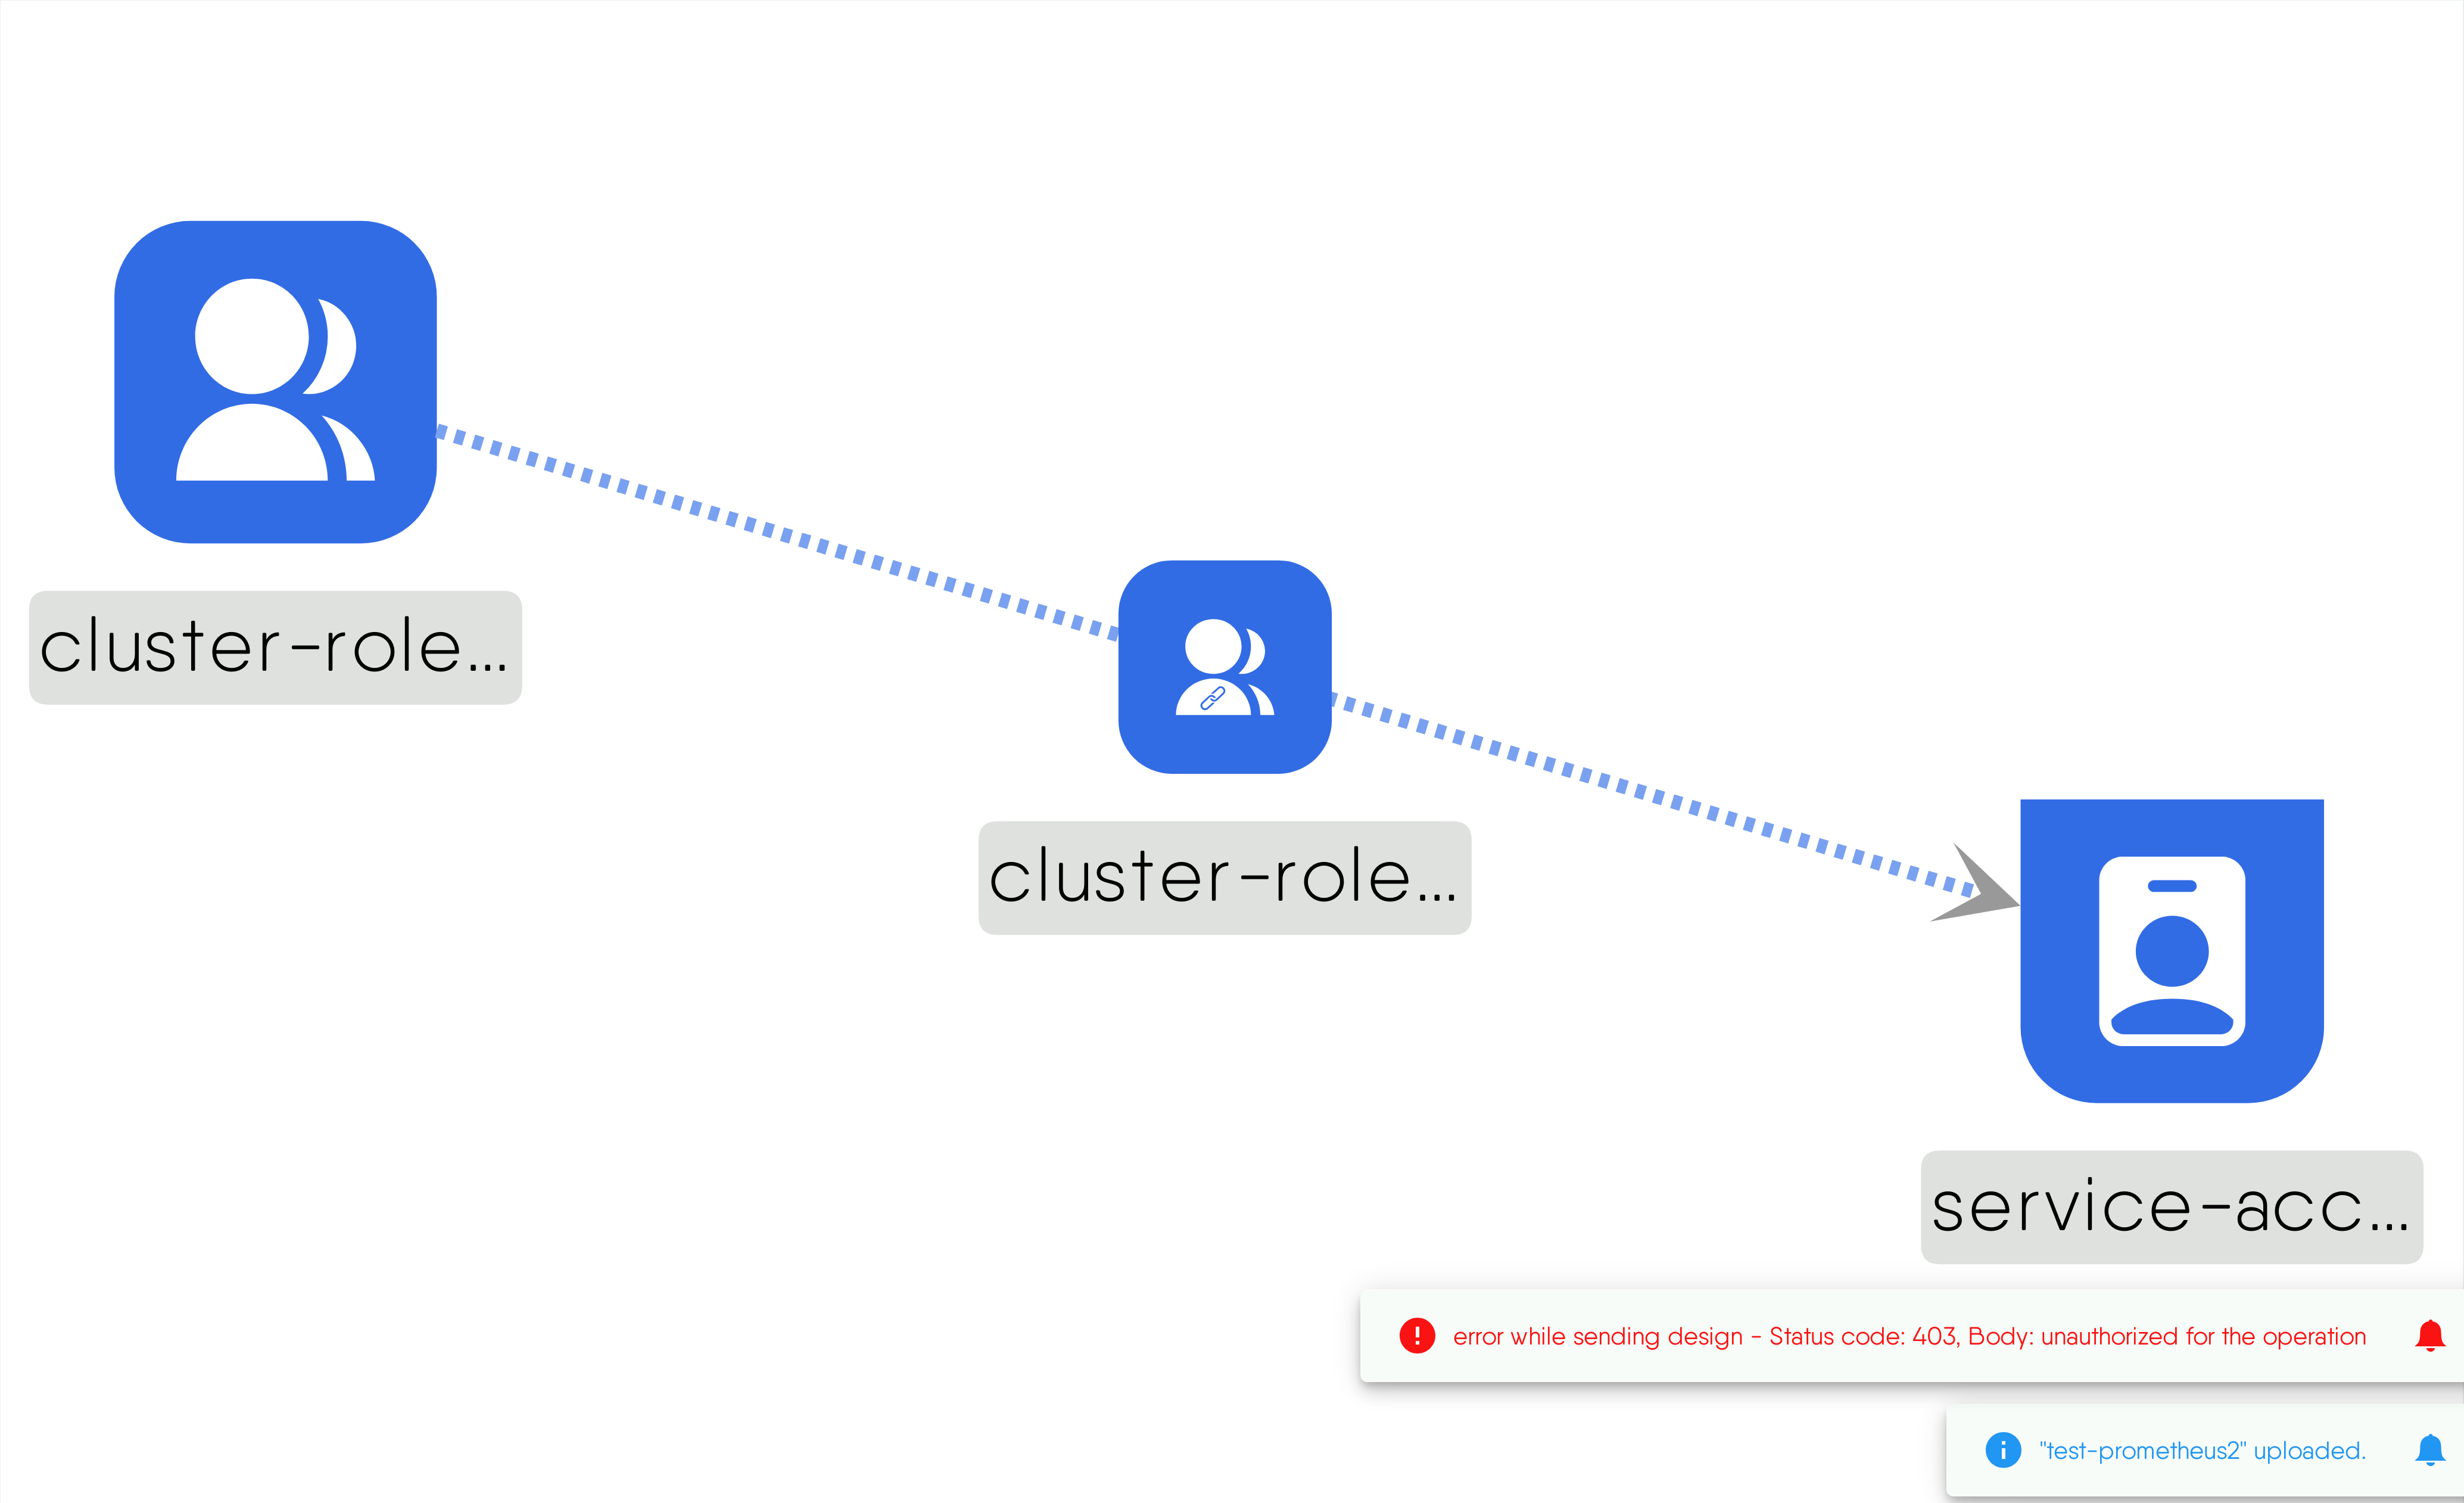 cluster-role...
cluster-role...
service-acc...
error while sending design - Status code: 403, Body: unauthorized for the operation
"test-prometheus2" uploaded.